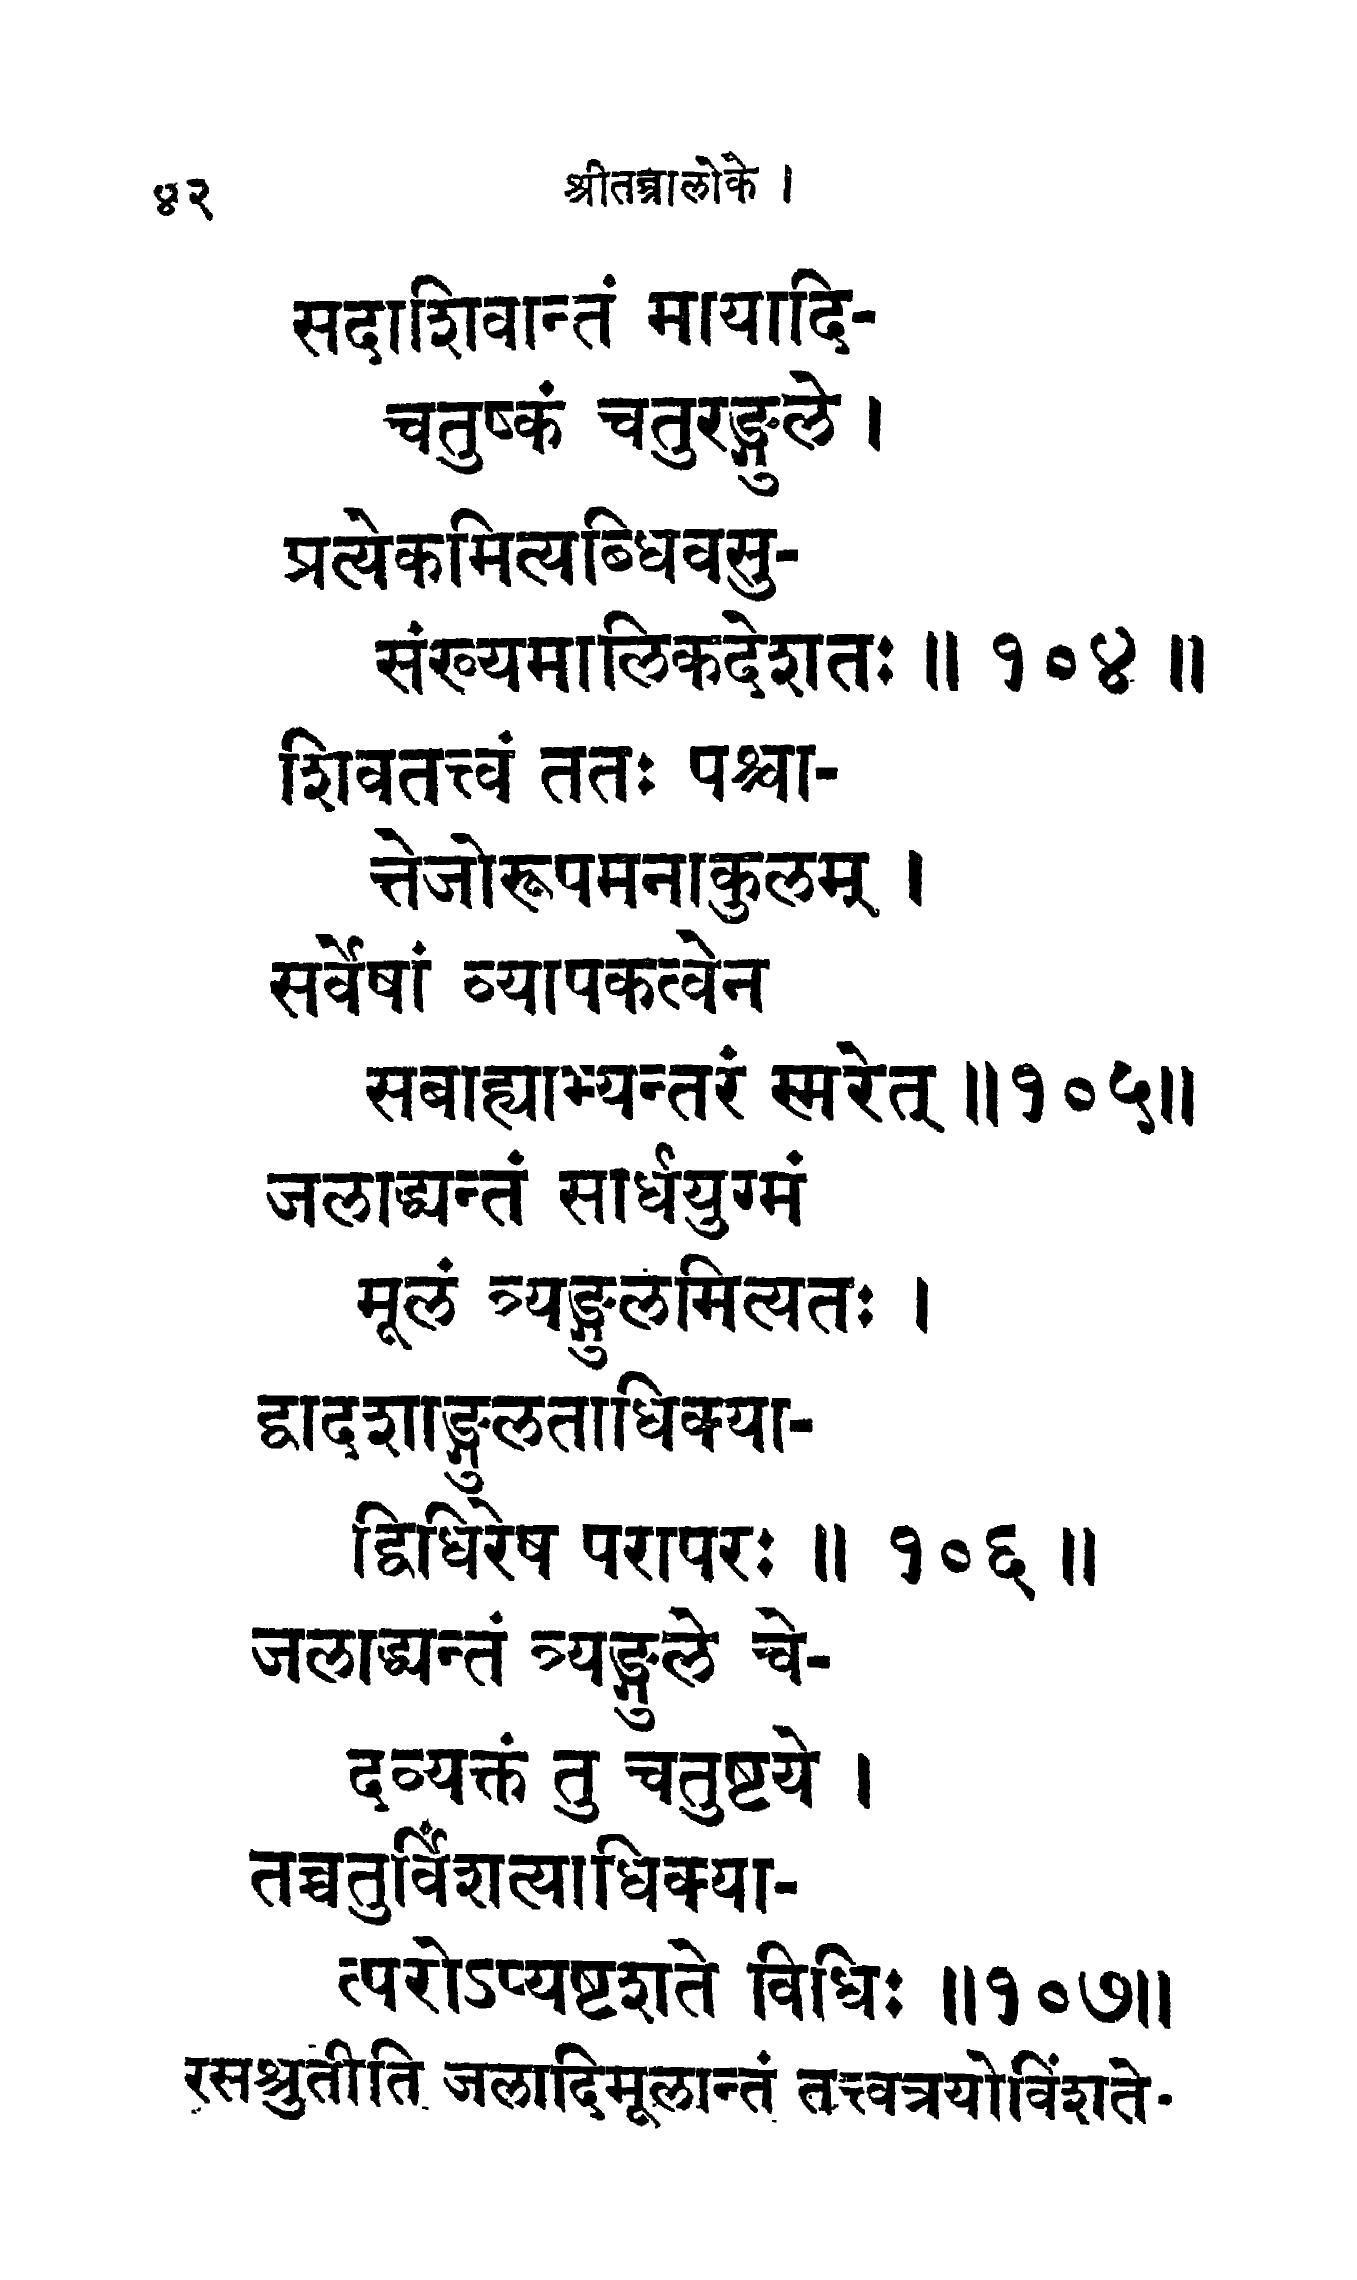 ४२ श्रीतन्त्रालोके ।
सदाशिवान्तं मायादि-
चतुष्कं चतुरङ्गुले ।
प्रत्येकमित्यब्धिवसु-
संख्यमालिकदेशतः ॥ १०४ ॥
शिवतत्त्वं ततः पश्चा-
त्तेजोरूपमनाकुलम् ।
सर्वेषां व्यापकत्वेन
सबाह्याभ्यन्तरं स्मरेत् ॥१०५॥
जलाद्ध्यन्तं सार्धयुग्मं
मूलं त्र्यङ्गुलमित्यतः ।
द्वादशाङ्गुलताधिक्या-
द्विधिरेष परापरः ॥ १०६ ॥
जलाद्ध्यन्तं त्र्यङ्गुले चे-
दव्यक्तं तु चतुष्टये ।
तच्चतुर्विंशत्याधिक्या-
त्परोऽप्यष्टशते विधिः ॥१०७॥
रसश्रुतीति जलादिमूलान्तं तत्त्वत्रयोविंशते-